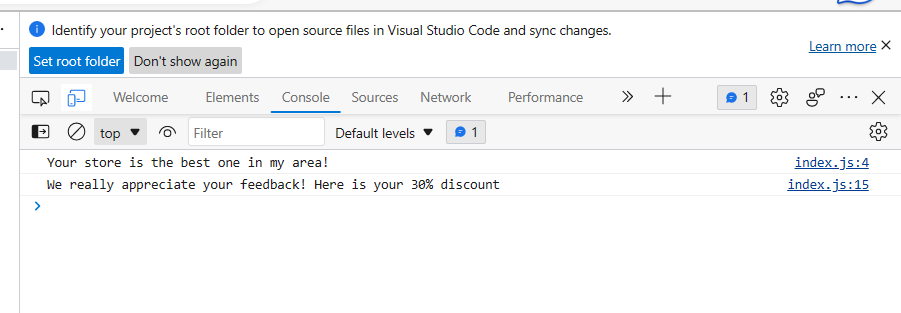 Identify your project's root folder to open source files in Visual Studio Code and sync changes.
Learn more
Set root folder Don't show again
Welcome Elements Console Sources Network Performance 1
top Filter Default levels 1
Your store is the best one in my area! index.js:4
We really appreciate your feedback! Here is your 30% discount index.js:15